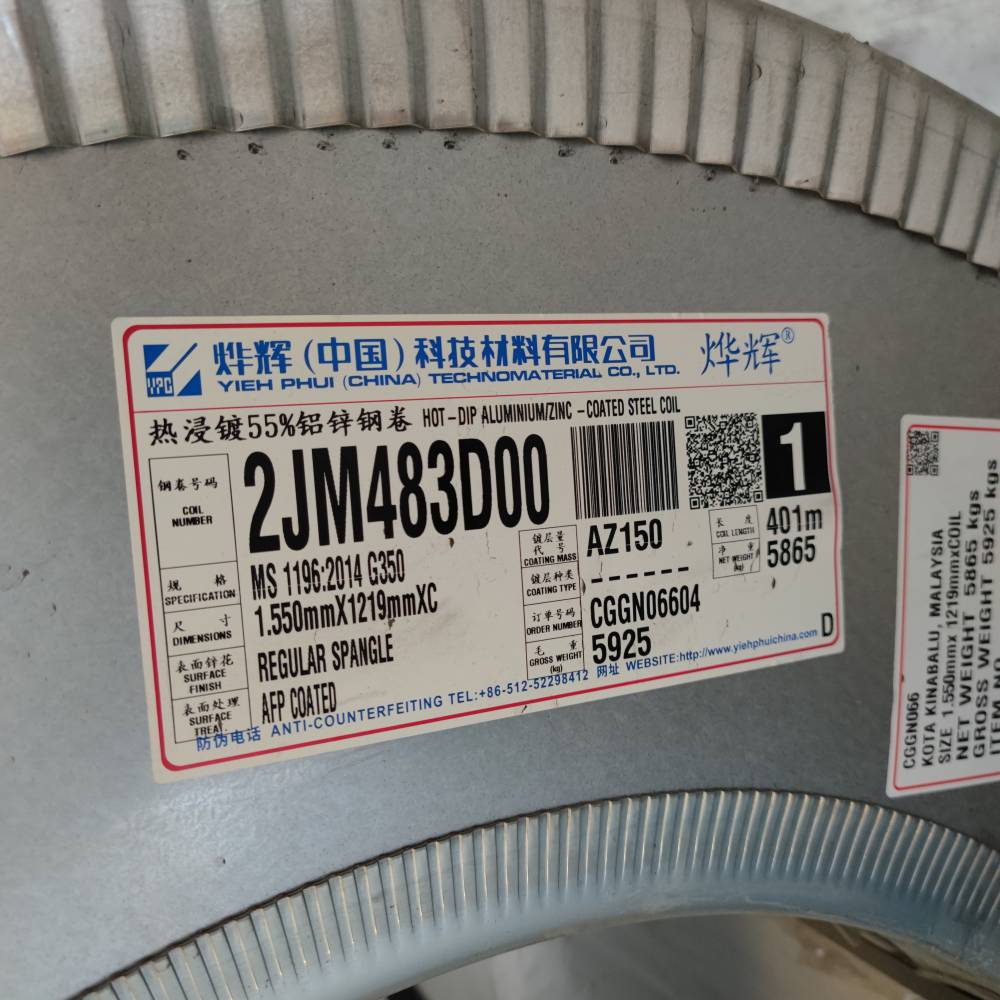 YPC
烨辉(中国)科技材料有限公司
YIEH PHUI (CHINA) TECHNOMATERIAL CO., LTD.
烨辉®
热浸镀55%铝锌钢卷 HOT-DIP ALUMINIUM/ZINC-COATED STEEL COIL
钢卷号码
COIL
NUMBER
2JM483D00
1
规格
SPECIFICATION
MS 1196:2014 G350
尺寸
DIMENSIONS
1.550mmX1219mmXC
表面锌花
SURFACE
FINISH
REGULAR SPANGLE
表面处理
SURFACE
TREAT.
AFP COATED
镀层量
代号
COATING MASS
AZ150
镀层种类
COATING TYPE
------
订单号码
ORDER NUMBER
CGGN06604
毛重
GROSS WEIGHT
(kg)
5925
长度
COIL LENGTH
401m
净重
NET WEIGHT
(kg)
5865
D
防伪电话 ANTI-COUNTERFEITING TEL:+86-512-52298412 网址 WEBSITE:http://www.yiehphuichina.com
CGGN066
KOTA KINABALU, MALAYSIA
SIZE 1.550mmx 1219mmxCOIL
NET WEIGHT 5865 kgs
GROSS WEIGHT 5925 kgs
ITEM NO